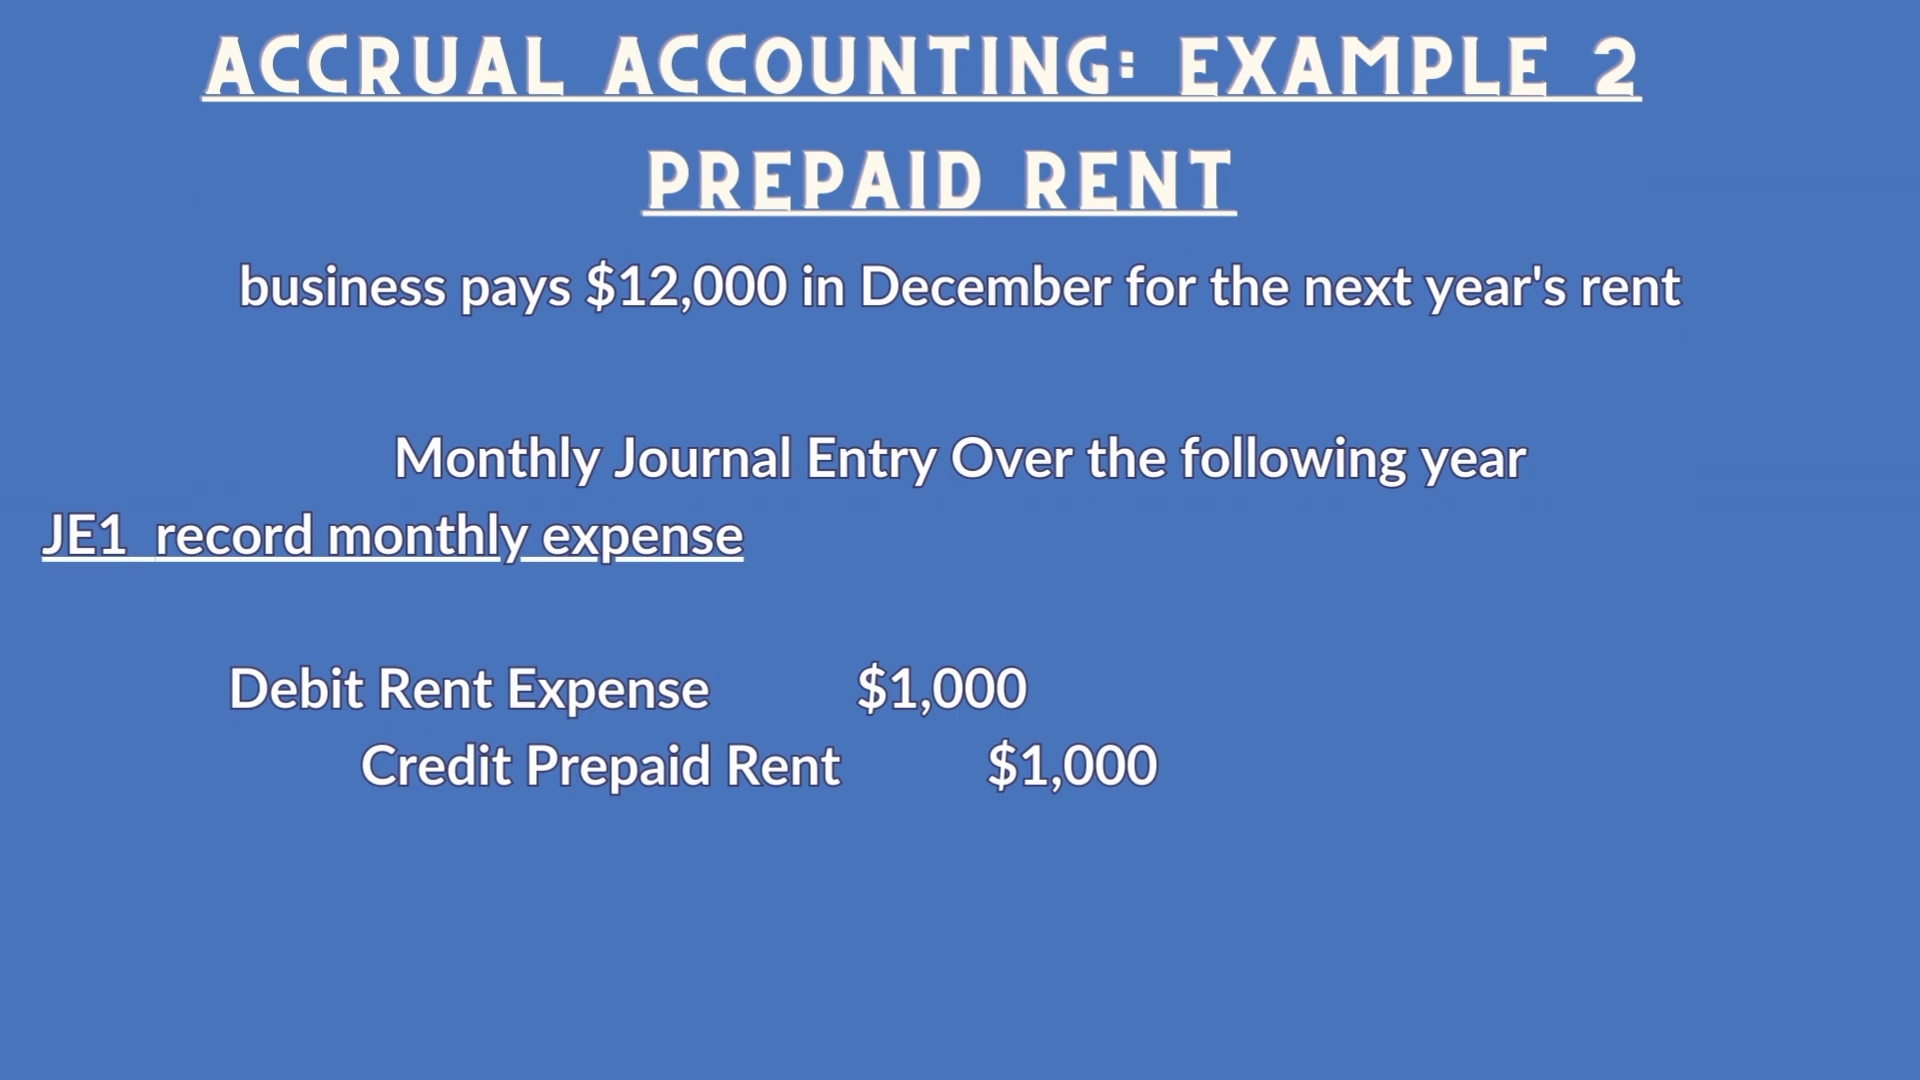 ACCRUAL ACCOUNTING: EXAMPLE 2
PREPAID RENT
business pays $12,000 in December for the next year's rent
Monthly Journal Entry Over the following year
JE1 record monthly expense
Debit Rent Expense $1,000
Credit Prepaid Rent $1,000